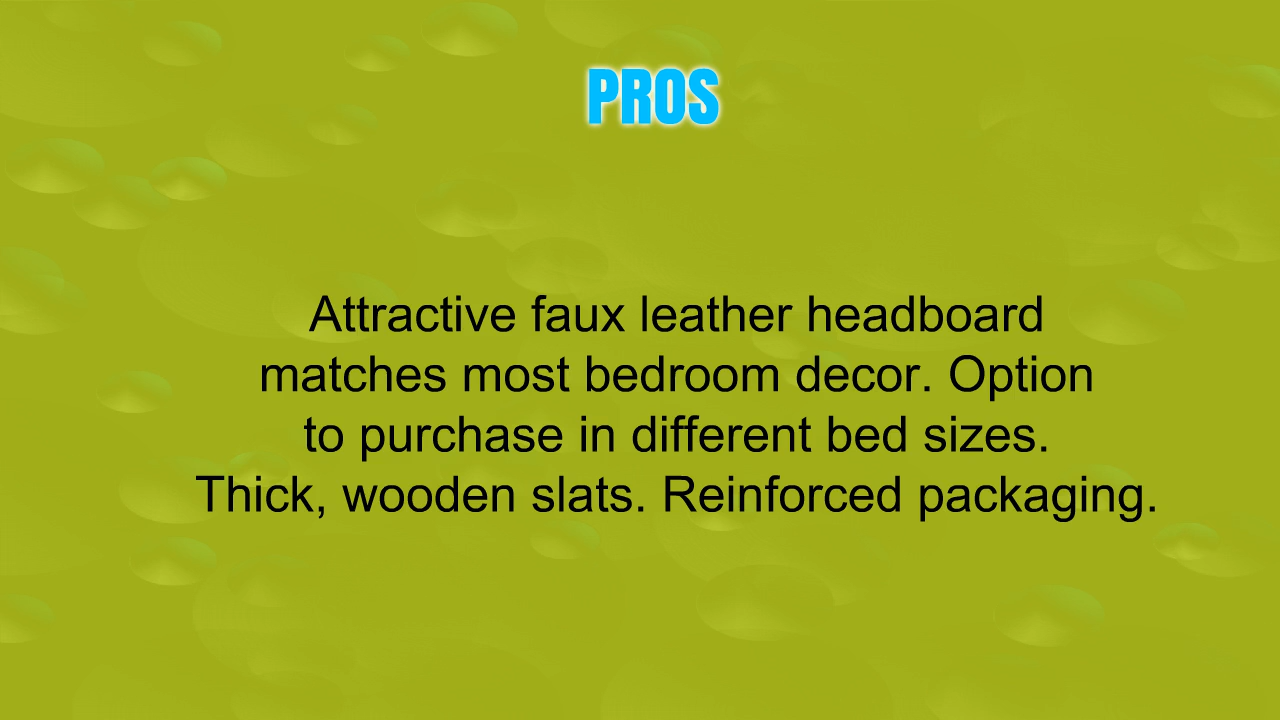 PROS
Attractive faux leather headboard
matches most bedroom decor. Option
to purchase in different bed sizes.
Thick, wooden slats. Reinforced packaging.